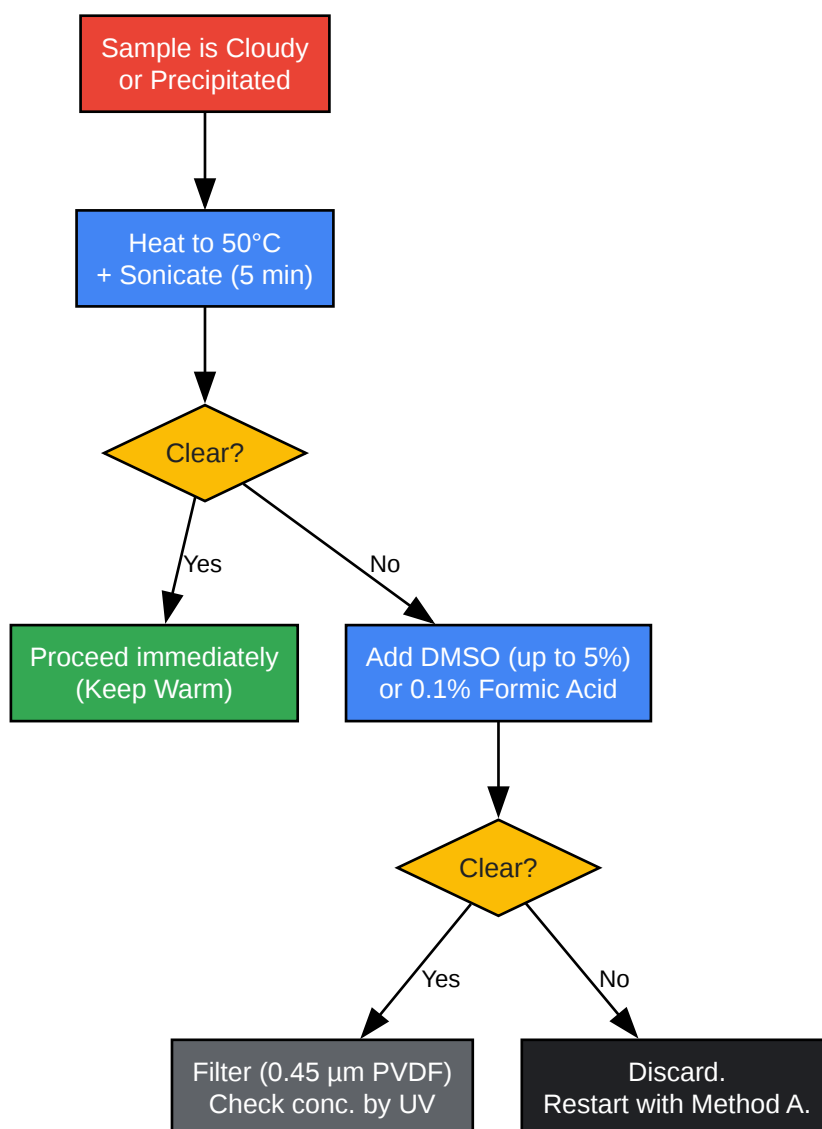 Sample is Cloudy
or Precipitated
Heat to 50°C
+ Sonicate (5 min)
Clear?
Yes
No
Proceed immediately
(Keep Warm)
Add DMSO (up to 5%)
or 0.1% Formic Acid
Clear?
Yes
No
Filter (0.45 µm PVDF)
Check conc. by UV
Discard.
Restart with Method A.